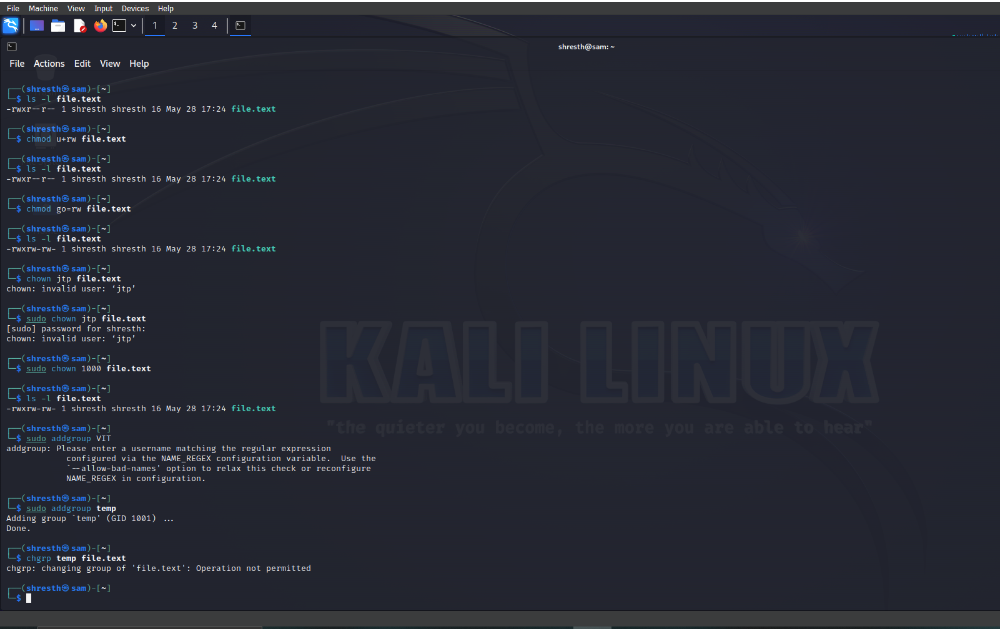 File Machine View Input Devices Help
1 2 3 4
shresth@sam: ~
File Actions Edit View Help
┌──(shresth㉿sam)-[~]
└─$ ls -l file.text
-rwxr--r-- 1 shresth shresth 16 May 28 17:24 file.text
┌──(shresth㉿sam)-[~]
└─$ chmod u+rw file.text
┌──(shresth㉿sam)-[~]
└─$ ls -l file.text
-rwxr--r-- 1 shresth shresth 16 May 28 17:24 file.text
┌──(shresth㉿sam)-[~]
└─$ chmod go=rw file.text
┌──(shresth㉿sam)-[~]
└─$ ls -l file.text
-rwxrw-rw- 1 shresth shresth 16 May 28 17:24 file.text
┌──(shresth㉿sam)-[~]
└─$ chown jtp file.text
chown: invalid user: ‘jtp’
┌──(shresth㉿sam)-[~]
└─$ sudo chown jtp file.text
[sudo] password for shresth:
chown: invalid user: ‘jtp’
┌──(shresth㉿sam)-[~]
└─$ sudo chown 1000 file.text
┌──(shresth㉿sam)-[~]
└─$ ls -l file.text
-rwxrw-rw- 1 shresth shresth 16 May 28 17:24 file.text
┌──(shresth㉿sam)-[~]
└─$ sudo addgroup VIT
addgroup: Please enter a username matching the regular expression
configured via the NAME_REGEX configuration variable. Use the
`--allow-bad-names' option to relax this check or reconfigure
NAME_REGEX in configuration.
┌──(shresth㉿sam)-[~]
└─$ sudo addgroup temp
Adding group `temp' (GID 1001) ...
Done.
┌──(shresth㉿sam)-[~]
└─$ chgrp temp file.text
chgrp: changing group of 'file.text': Operation not permitted
┌──(shresth㉿sam)-[~]
└─$
KALI LINUX
"the quieter you become, the more you are able to hear"